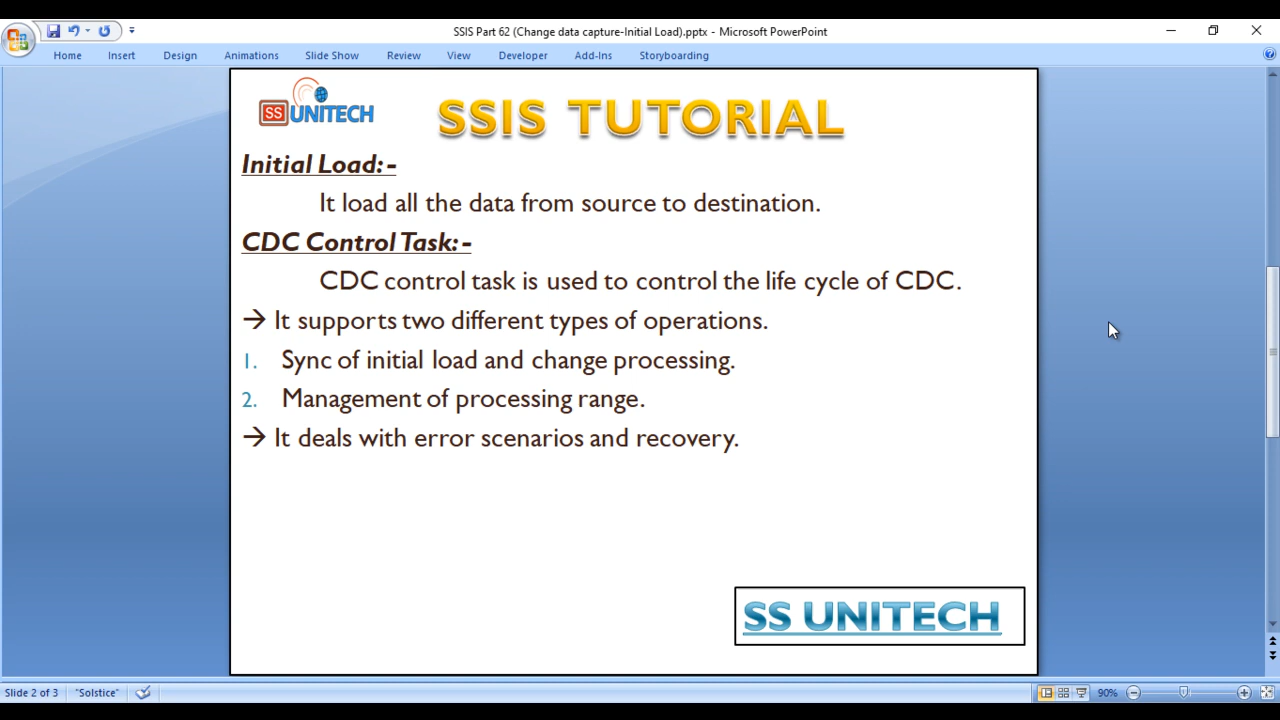 SSIS Part 62 (Change data capture-Initial Load).pptx - Microsoft PowerPoint
Home Insert Design Animations Slide Show Review View Developer Add-Ins Storyboarding
SS UNITECH
SSIS TUTORIAL
Initial Load:-
It load all the data from source to destination.
CDC Control Task:-
CDC control task is used to control the life cycle of CDC.
→ It supports two different types of operations.
1. Sync of initial load and change processing.
2. Management of processing range.
→ It deals with error scenarios and recovery.
SS UNITECH
Slide 2 of 3 "Solstice" 90%